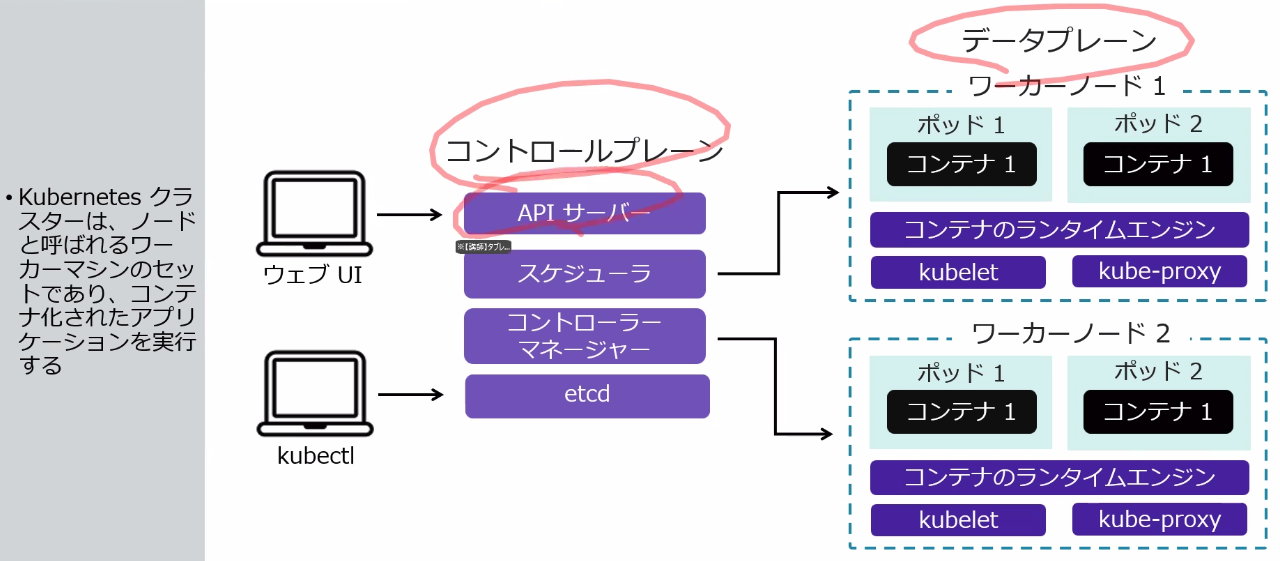 • Kubernetes クラ
スターは、ノード
と呼ばれるワー
カーマシンのセッ
トであり、コンテ
ナ化されたアプリ
ケーションを実行
する
ウェブ UI
kubectl
コントロールプレーン
API サーバー
※【講師】タブレ...
スケジューラ
コントローラー
マネージャー
etcd
データプレーン
ワーカーノード 1
ポッド 1
コンテナ 1
ポッド 2
コンテナ 1
コンテナのランタイムエンジン
kubelet
kube-proxy
ワーカーノード 2
ポッド 1
コンテナ 1
ポッド 2
コンテナ 1
コンテナのランタイムエンジン
kubelet
kube-proxy